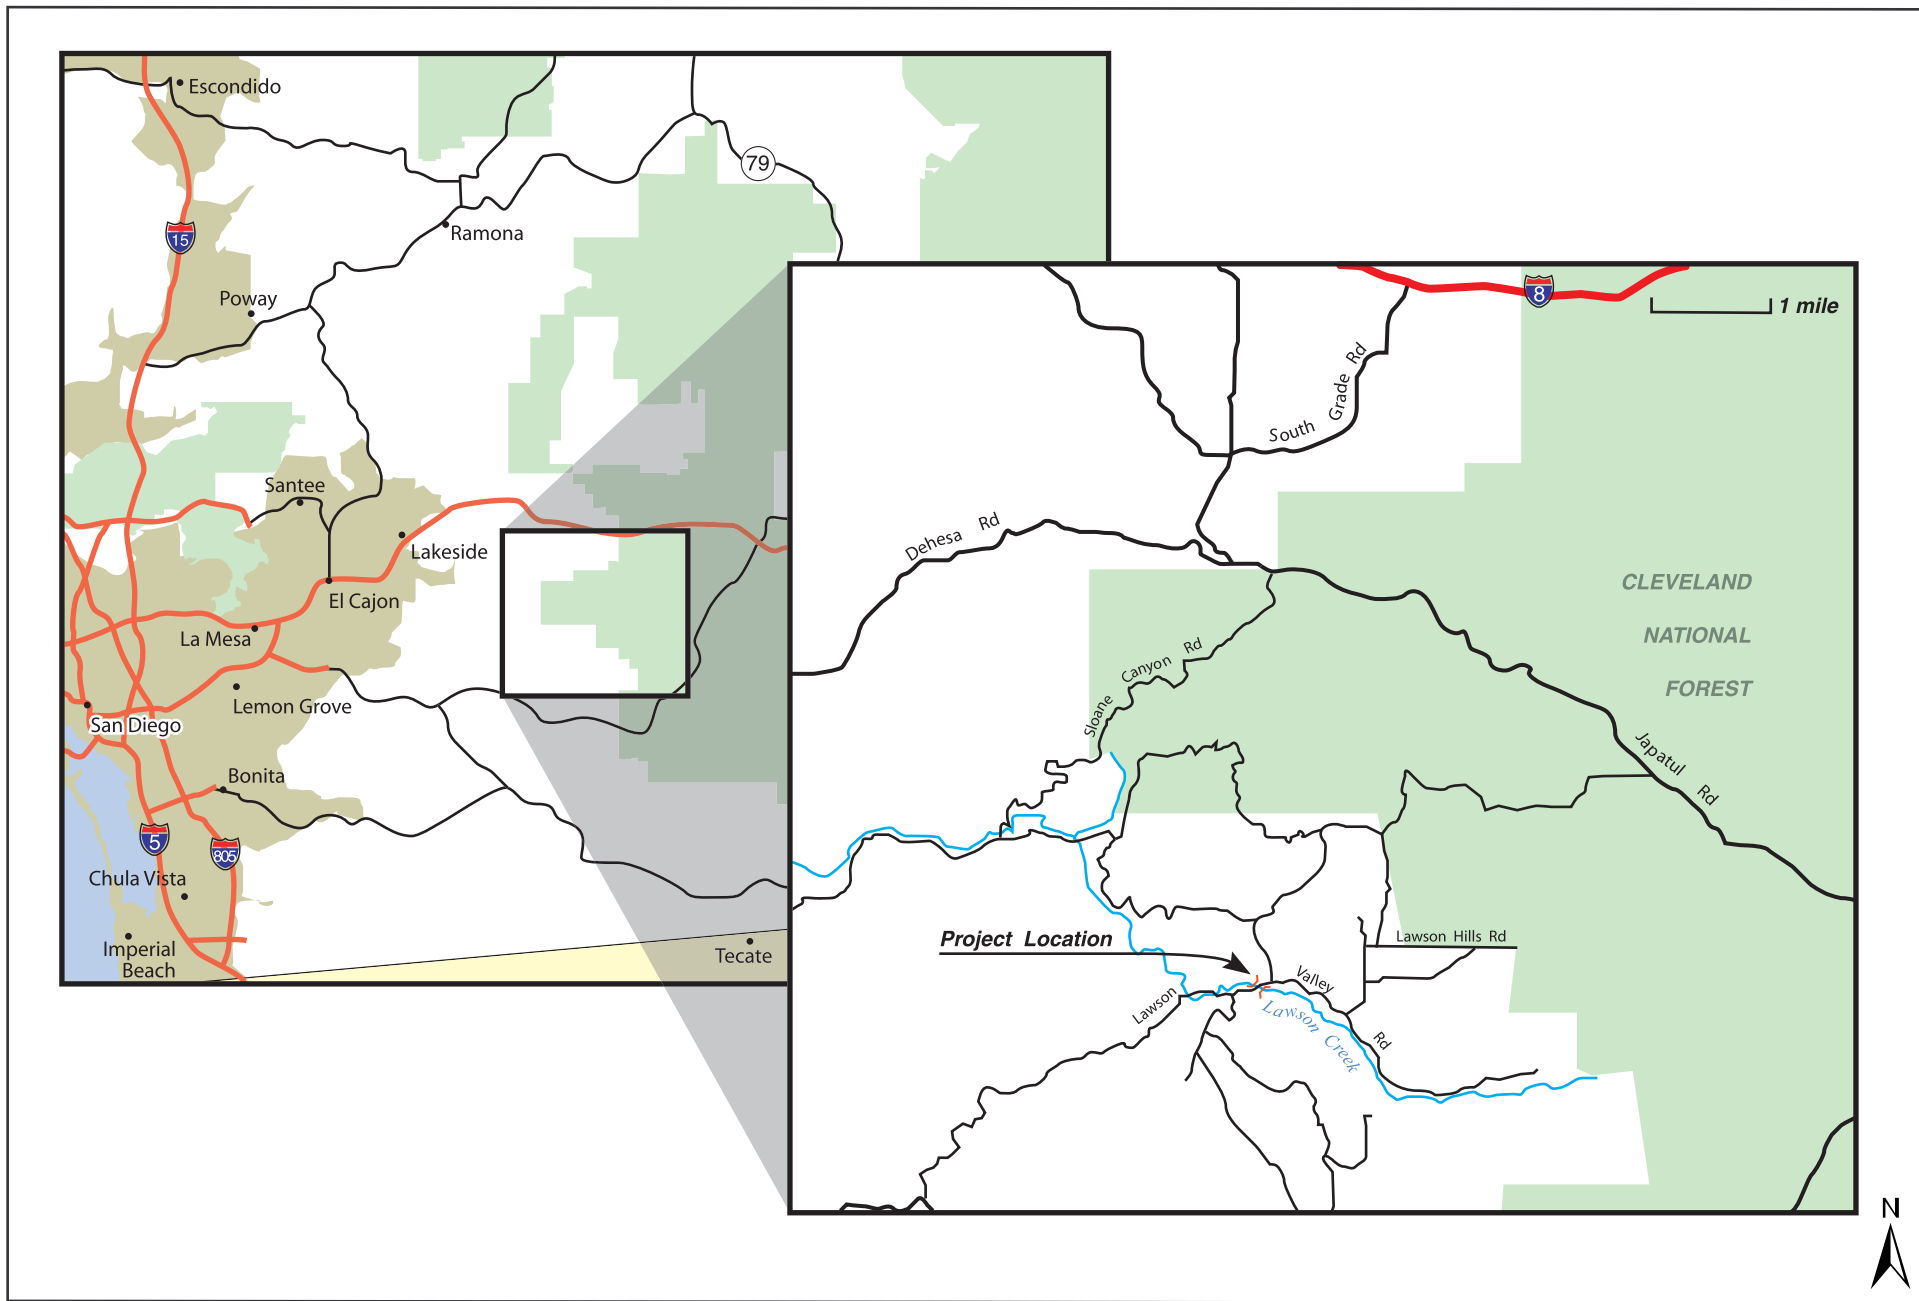 Escondido
79
Ramona
15
Poway
8
1 mile
South Grade Rd
Santee
Lakeside
Dehesa Rd
El Cajon
CLEVELAND
NATIONAL
FOREST
La Mesa
Sloane Canyon Rd
Lemon Grove
San Diego
Japatul Rd
Bonita
5
805
Chula Vista
Imperial
Beach
Tecate
Project Location
Lawson Hills Rd
Lawson Valley Rd
Lawson Creek
N